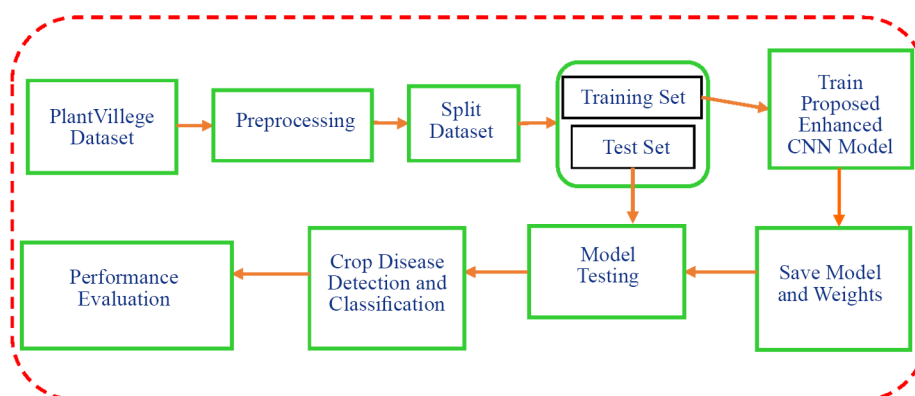 PlantVillege
Dataset
Preprocessing
Split
Dataset
Training Set
Test Set
Train
Proposed
Enhanced
CNN Model
Performance
Evaluation
Crop Disease
Detection and
Classification
Model
Testing
Save Model
and Weights